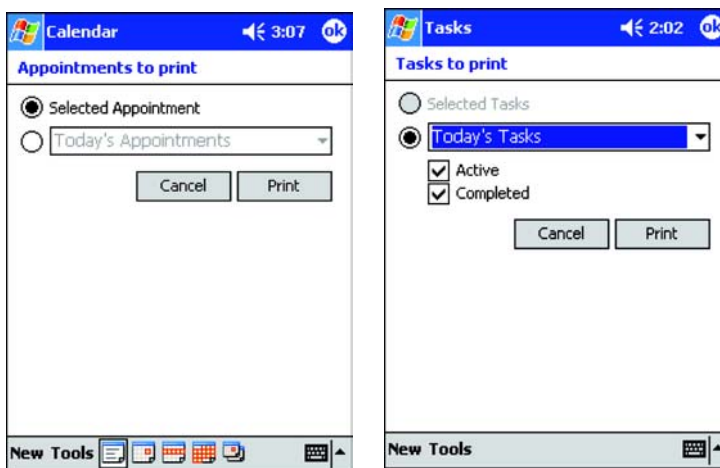 Calendar 3:07 ok
Appointments to print
Selected Appointment
Today's Appointments
Cancel Print
New Tools
Tasks 2:02 ok
Tasks to print
Selected Tasks
Today's Tasks
Active
Completed
Cancel Print
New Tools